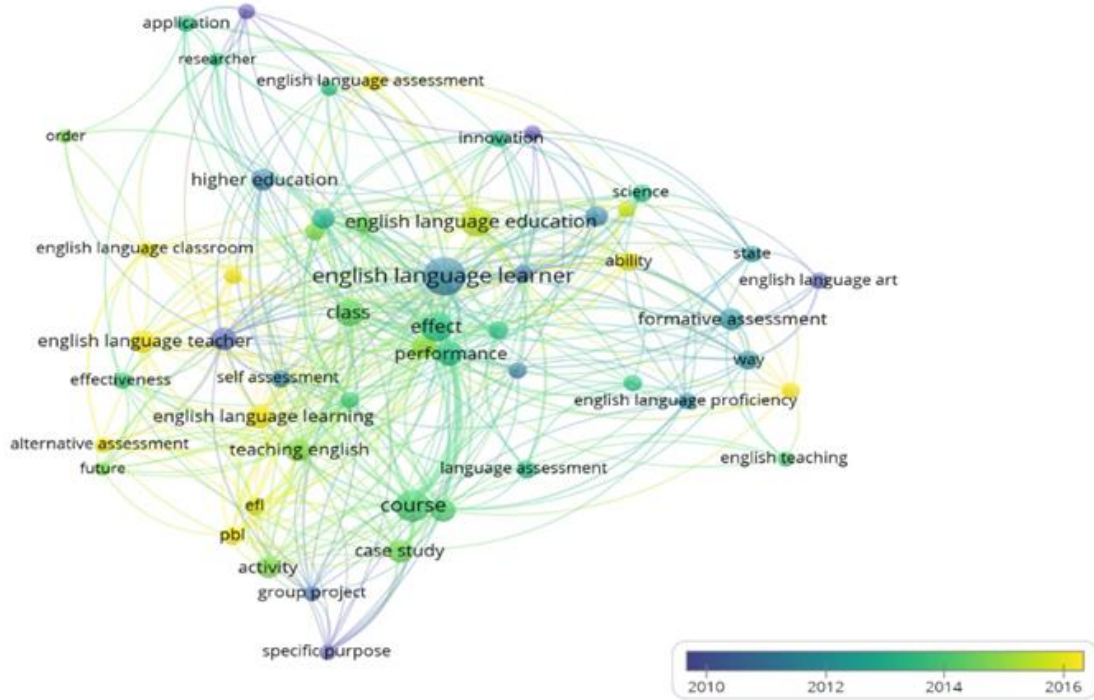 application
researcher
english language assessment
order
innovation
higher education
science
english language education
english language classroom
ability
state
english language learner
english language art
class
formative assessment
effect
english language teacher
performance
way
effectiveness
self assessment
english language proficiency
english language learning
alternative assessment
teaching english
english teaching
future
language assessment
efl
course
pbl
case study
activity
group project
specific purpose
2010 2012 2014 2016